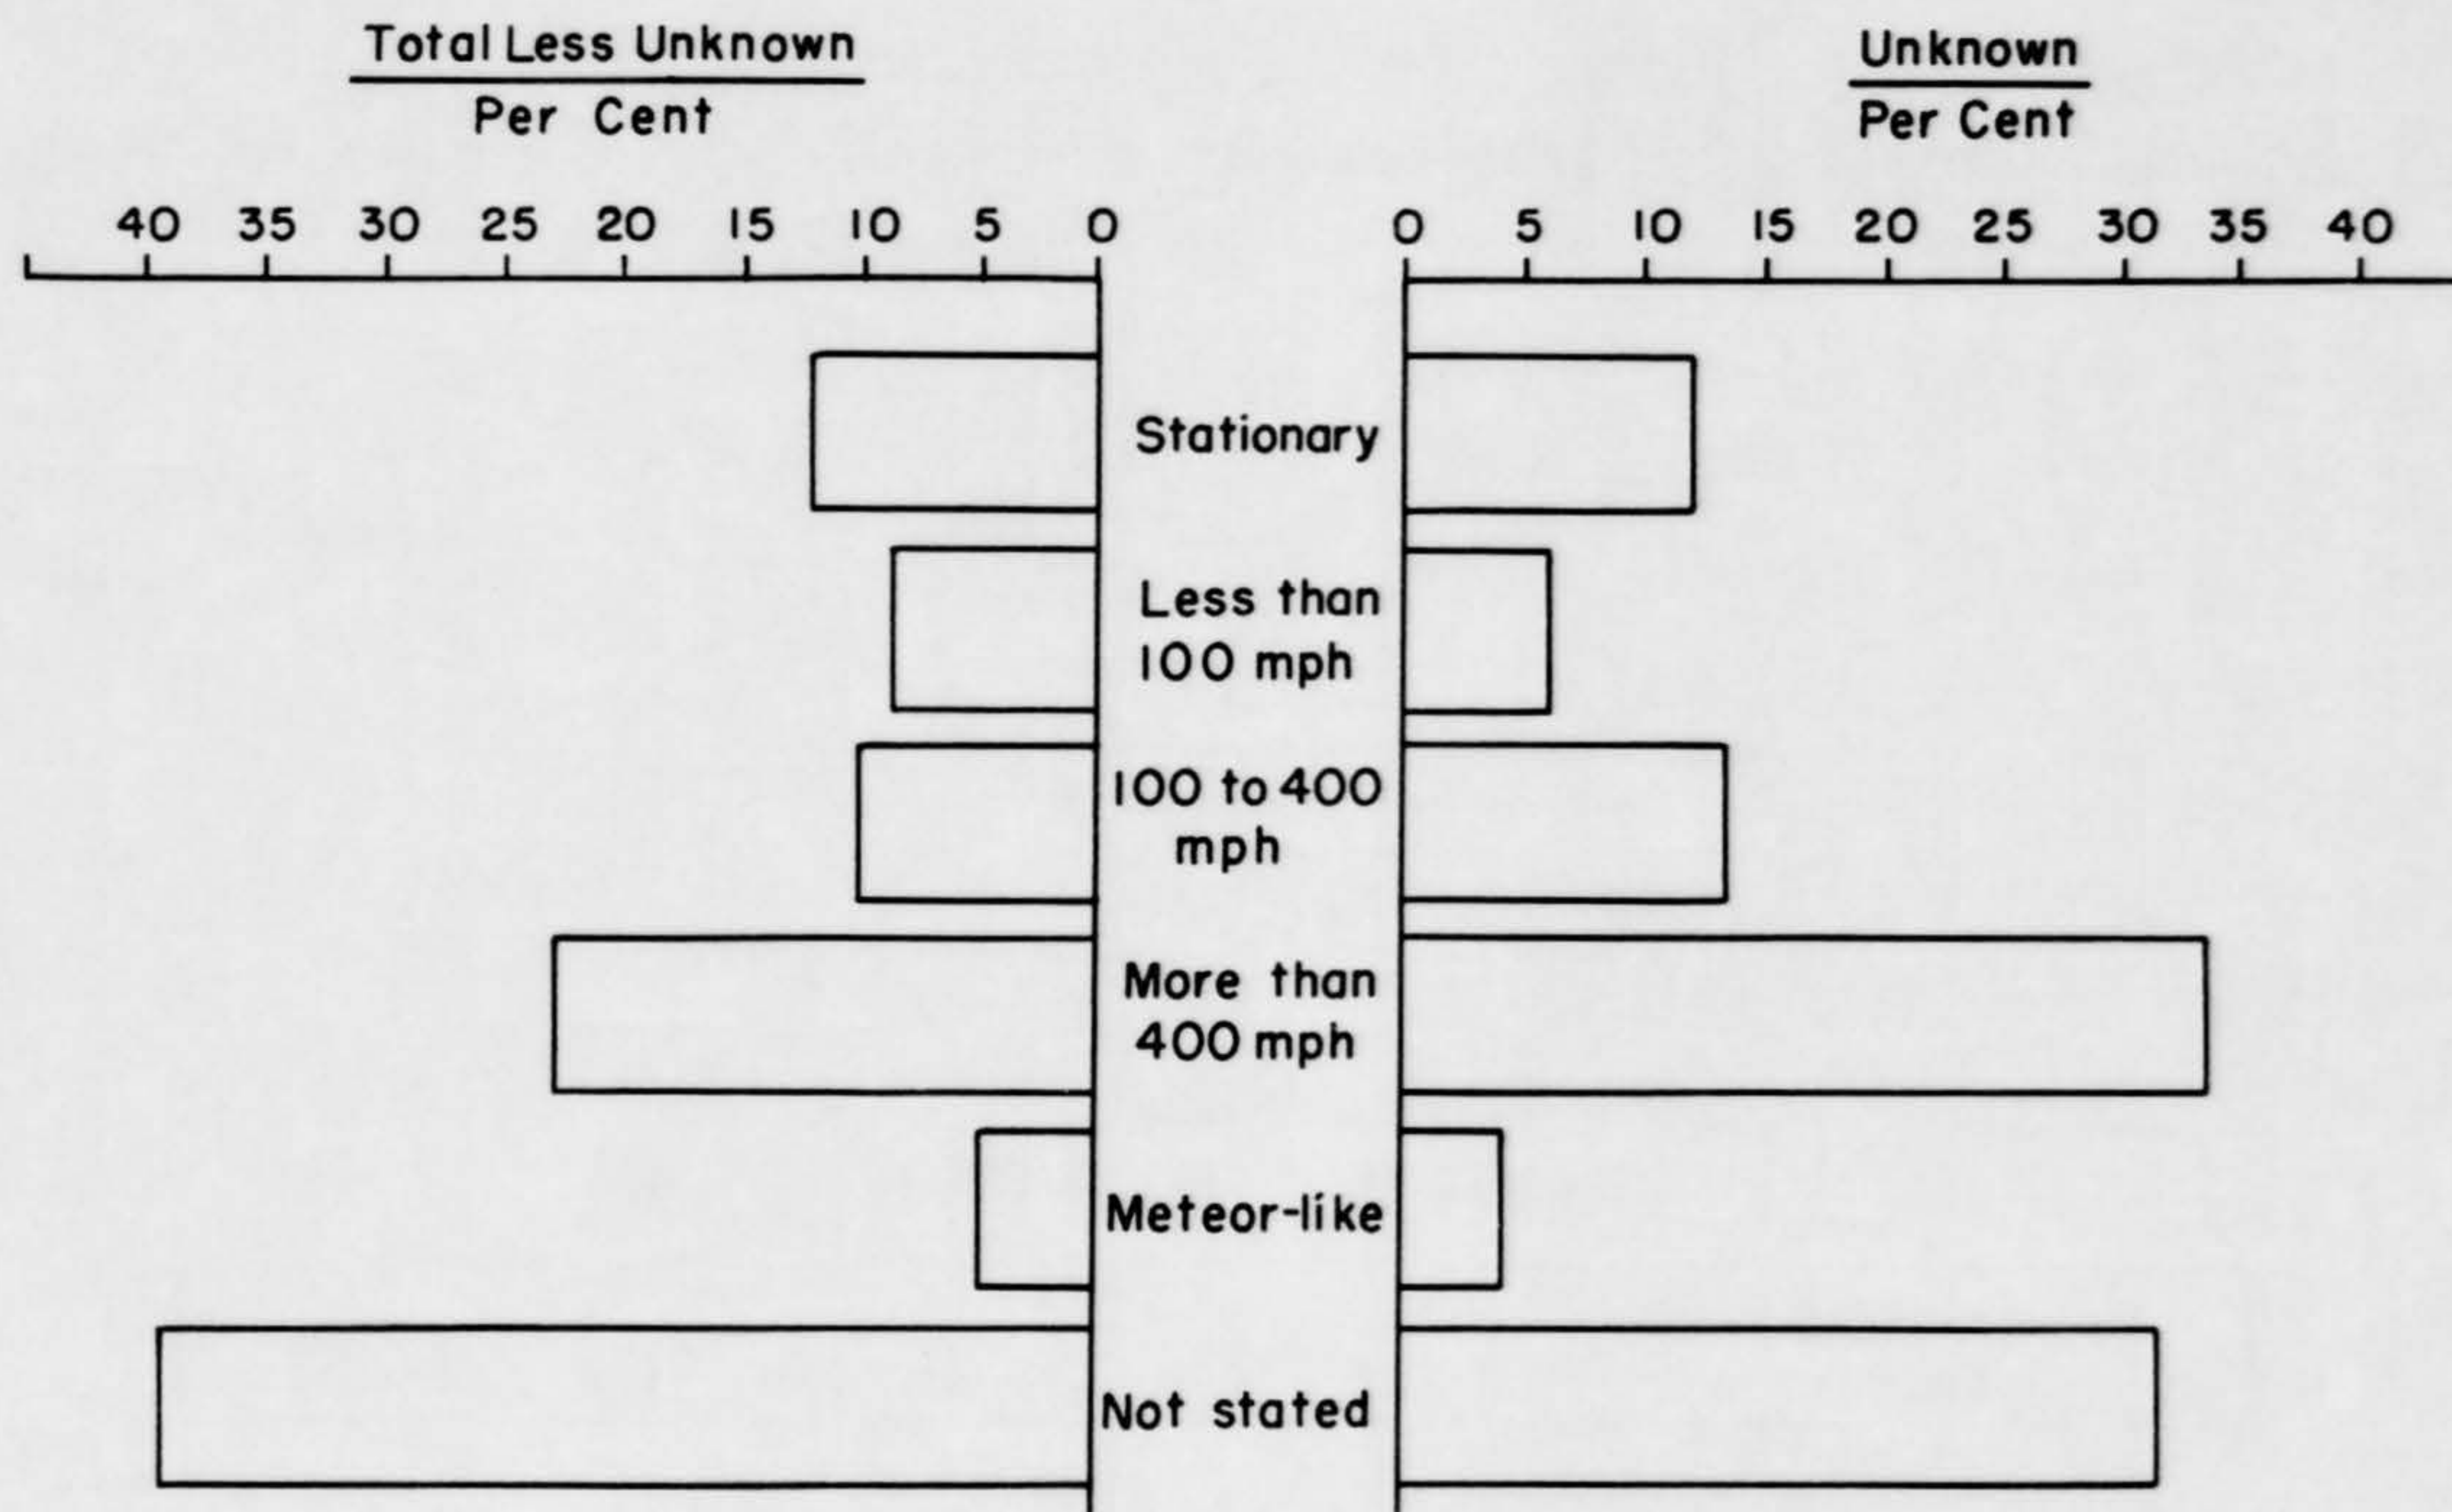 Total Less Unknown
Per Cent
Unknown
Per Cent
40 35 30 25 20 15 10 5 0
0 5 10 15 20 25 30 35 40
Stationary
Less than
100 mph
100 to 400
mph
More than
400 mph
Meteor-like
Not stated